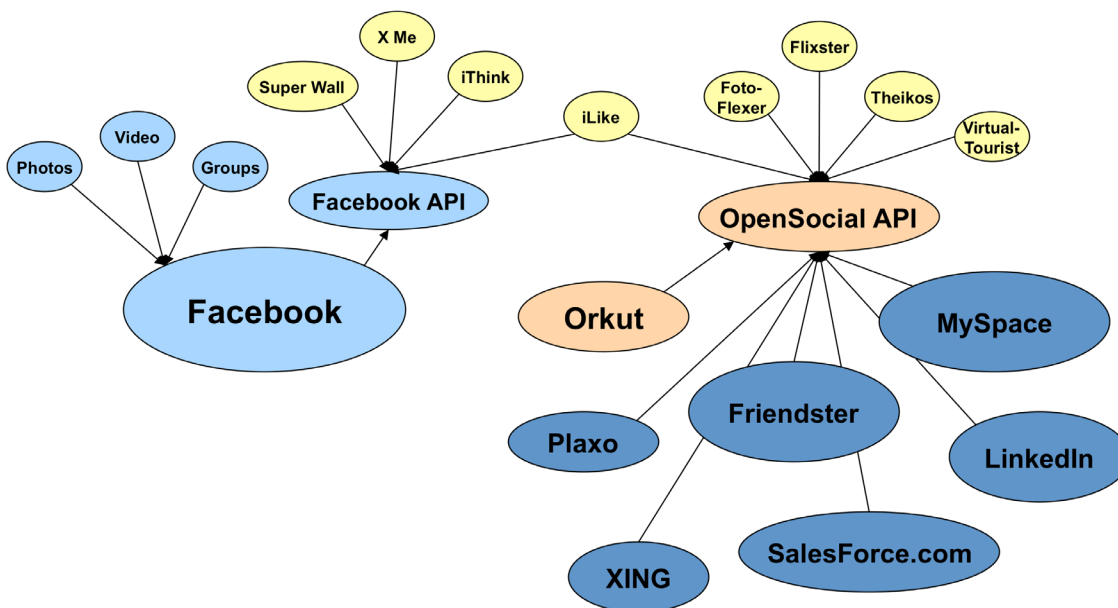 Flixster
X Me
iThink
Super Wall
Foto-
Flexer
Theikos
iLike
Virtual-
Tourist
Video
Photos
Groups
Facebook API
OpenSocial API
Facebook
Orkut
MySpace
Friendster
Plaxo
LinkedIn
SalesForce.com
XING